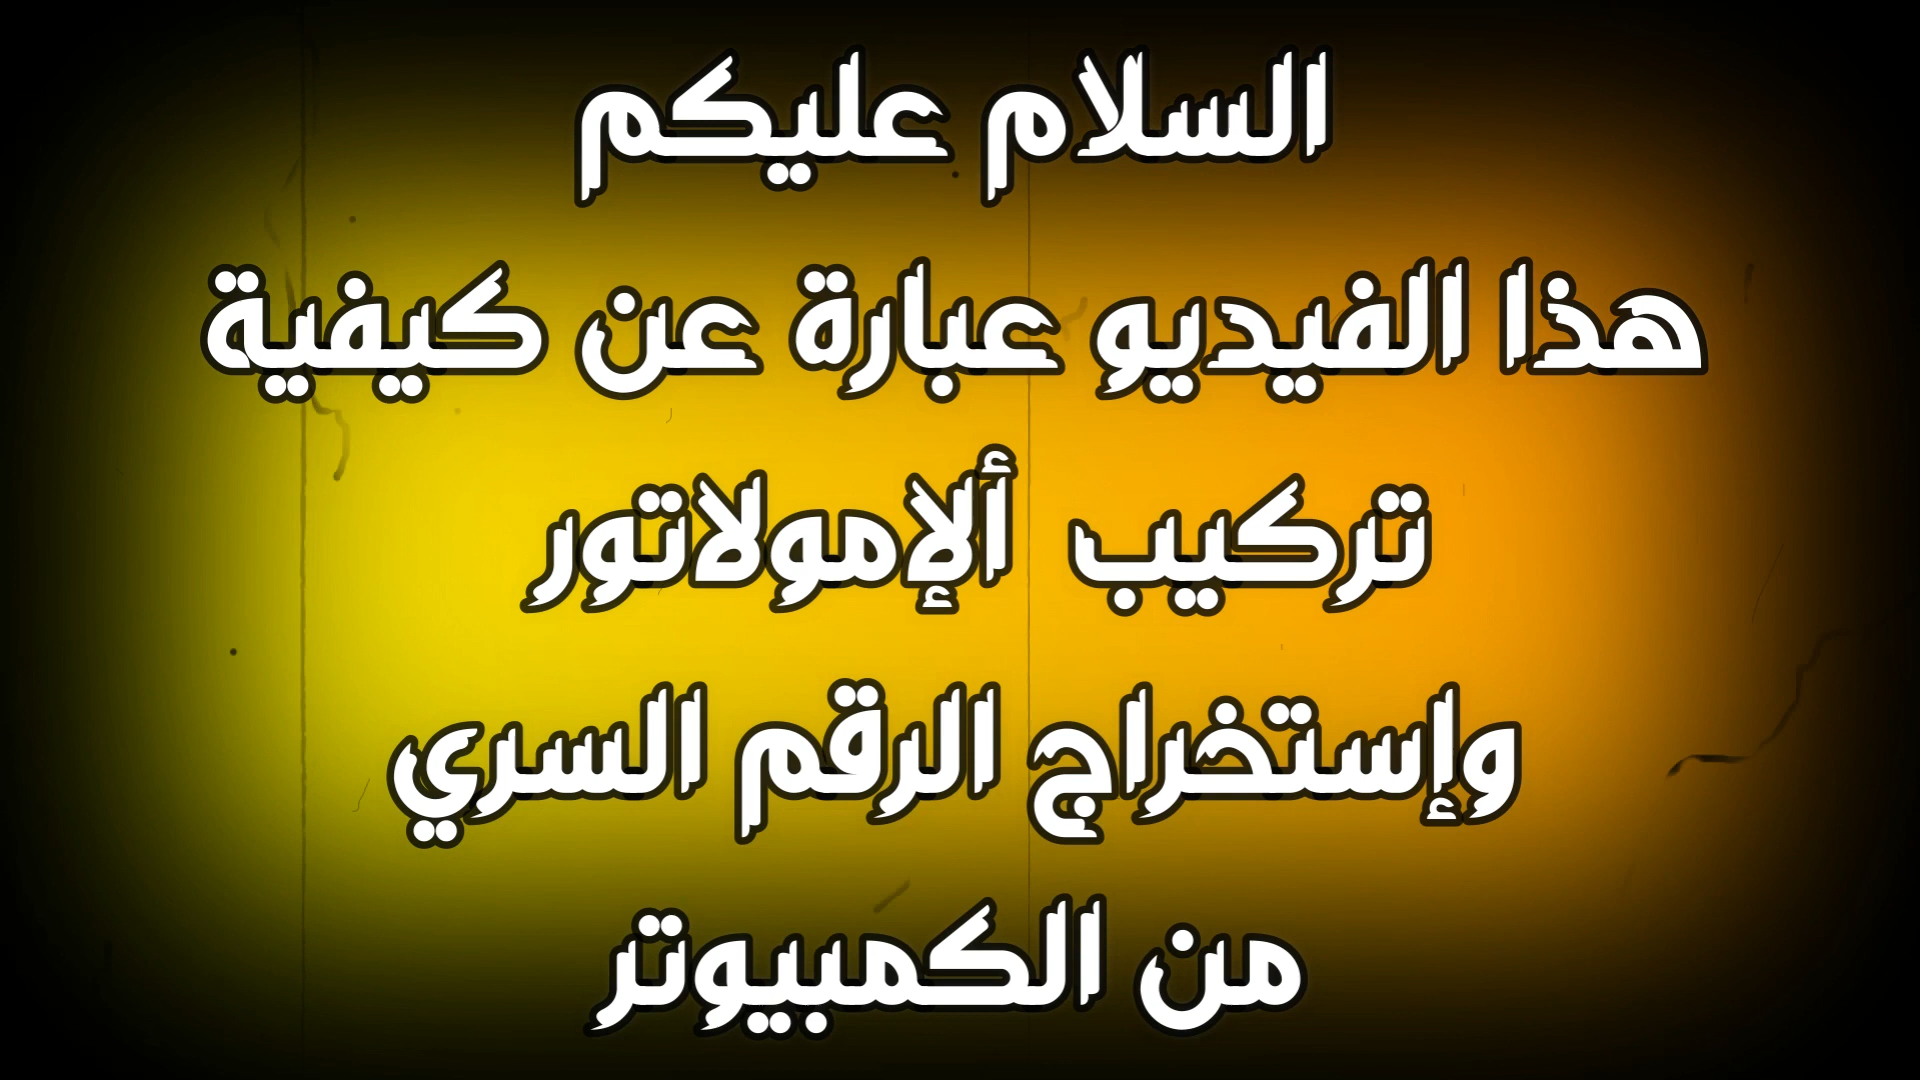 السلام عليكم
هذا الفيديو عبارة عن كيفية
تركيب ألإمولاتور
وإستخراج الرقم السري
من الكمبيوتر